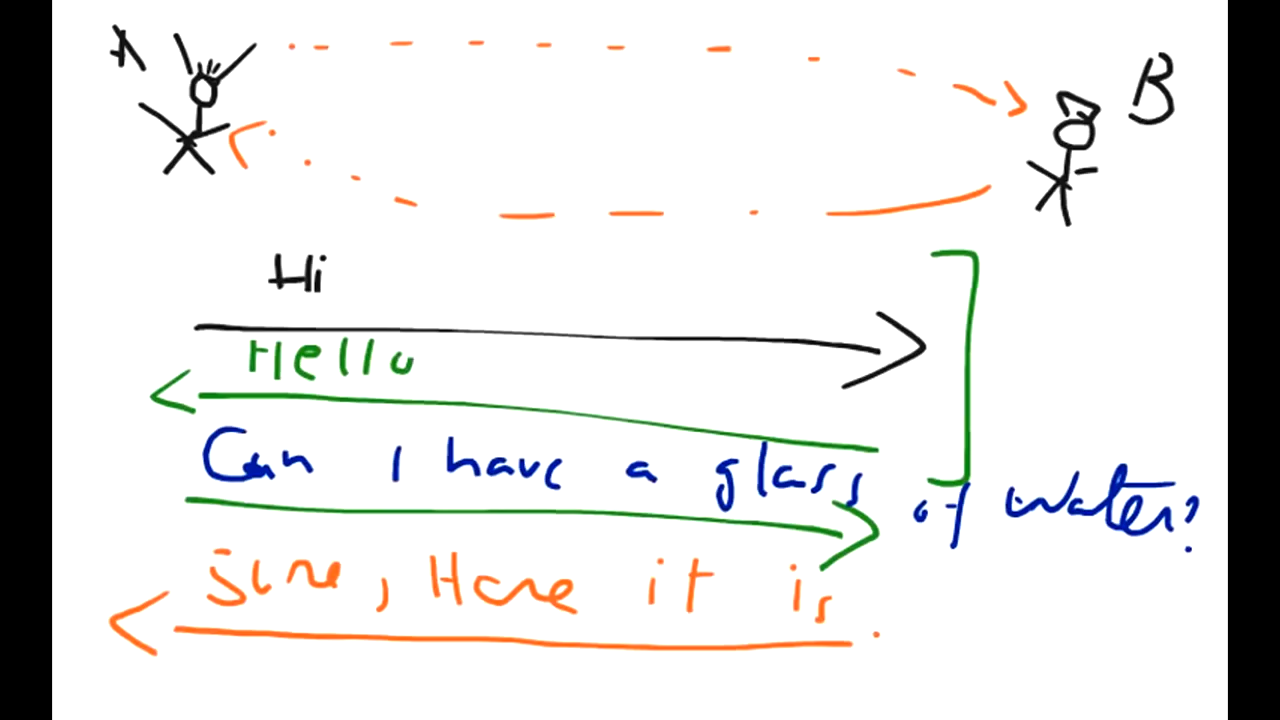 A
B
Hi
Hello
Can I have a glass of water?
Sure, Here it is.